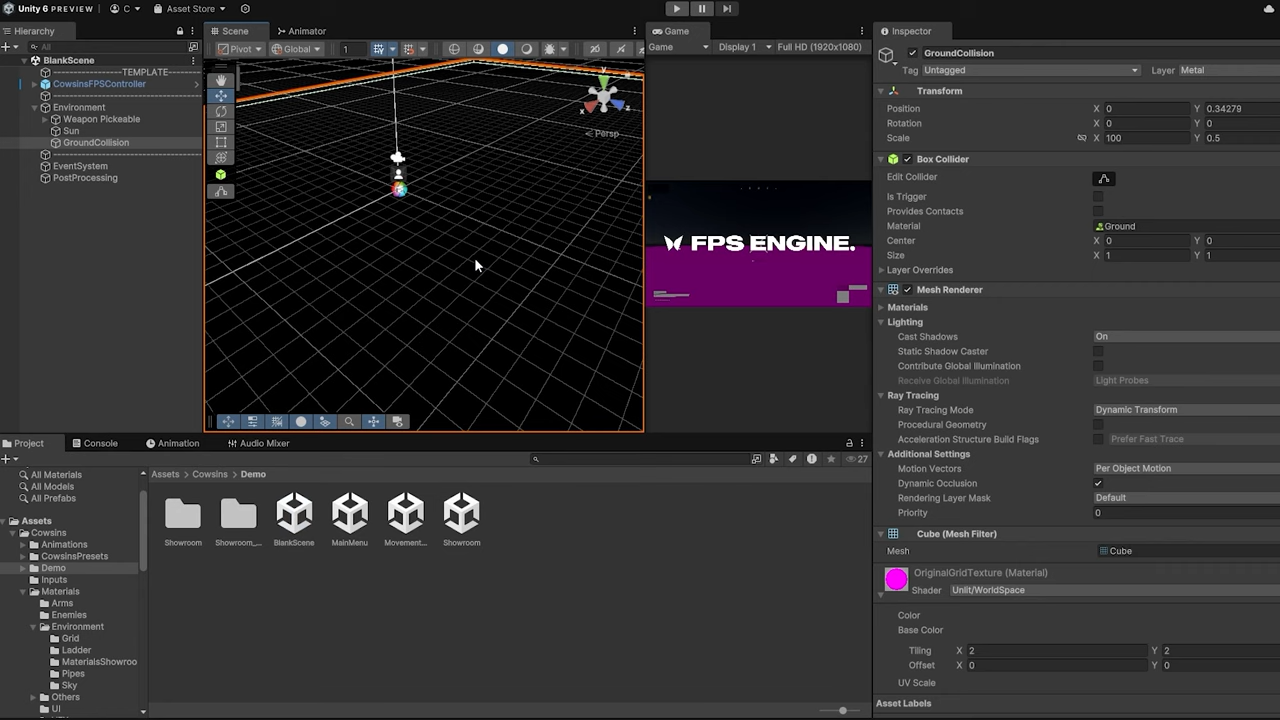 Unity 6 PREVIEW
C
Asset Store
Hierarchy
All
BlankScene
--------------------TEMPLATE-----
CowsinsFPSController
Environment
Weapon Pickeable
Sun
GroundCollision
EventSystem
PostProcessing
Scene
Animator
Pivot
Global
1
y
x
z
Persp
Game
Game
Display 1
Full HD (1920x1080)
FPS ENGINE.
Inspector
GroundCollision
Tag
Untagged
Layer
Metal
Transform
Position
X
0
Y
0.34279
Rotation
X
0
Y
0
Scale
X
100
Y
0.5
Box Collider
Edit Collider
Is Trigger
Provides Contacts
Material
Ground
Center
X
0
Y
0
Size
X
1
Y
1
Layer Overrides
Mesh Renderer
Materials
Lighting
Cast Shadows
On
Static Shadow Caster
Contribute Global Illumination
Receive Global Illumination
Light Probes
Ray Tracing
Ray Tracing Mode
Dynamic Transform
Procedural Geometry
Acceleration Structure Build Flags
Prefer Fast Trace
Additional Settings
Motion Vectors
Per Object Motion
Dynamic Occlusion
Rendering Layer Mask
Default
Priority
0
Cube (Mesh Filter)
Mesh
Cube
OriginalGridTexture (Material)
Shader
Unlit/WorldSpace
Color
Base Color
Tiling
X
2
Y
2
Offset
X
0
Y
0
UV Scale
Asset Labels
Project
Console
Animation
Audio Mixer
27
All Materials
All Models
All Prefabs
Assets
Cowsins
Animations
CowsinsPresets
Demo
Inputs
Materials
Arms
Enemies
Environment
Grid
Ladder
MaterialsShowroo
Pipes
Sky
Others
UI
Assets > Cowsins > Demo
Showroom
Showroom_...
BlankScene
MainMenu
Movement...
Showroom